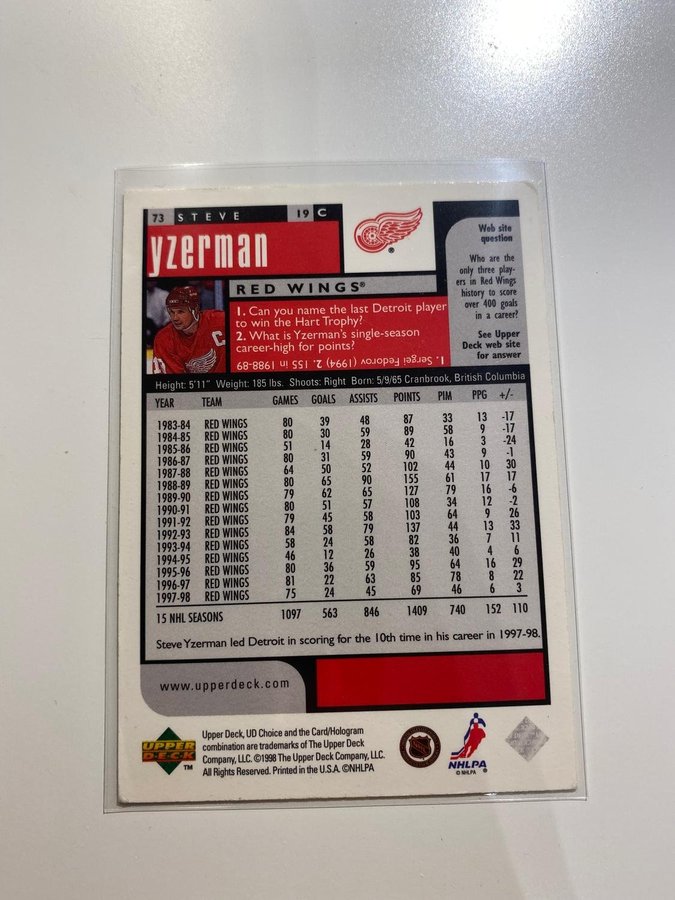 73 STEVE 19 C
yzerman
RED WINGS®
1. Can you name the last Detroit player
to win the Hart Trophy?
2. What is Yzerman's single-season
career-high for points?
1. Sergei Fedorov (1994) 2. 155 in 1988-89
Web site
question
Who are the
only three play-
ers in Red Wings
history to score
over 400 goals
in a career?
See Upper
Deck web site
for answer
Height: 5'11" Weight: 185 lbs. Shoots: Right Born: 5/9/65 Cranbrook, British Columbia
YEAR TEAM GAMES GOALS ASSISTS POINTS PIM PPG +/-
1983-84 RED WINGS 80 39 48 87 33 13 -17
1984-85 RED WINGS 80 30 59 89 58 9 -17
1985-86 RED WINGS 51 14 28 42 16 3 -24
1986-87 RED WINGS 80 31 59 90 43 9 -1
1987-88 RED WINGS 64 50 52 102 44 10 30
1988-89 RED WINGS 80 65 90 155 61 17 17
1989-90 RED WINGS 79 62 65 127 79 16 -6
1990-91 RED WINGS 80 51 57 108 34 12 -2
1991-92 RED WINGS 79 45 58 103 64 9 26
1992-93 RED WINGS 84 58 79 137 44 13 33
1993-94 RED WINGS 58 24 58 82 36 7 11
1994-95 RED WINGS 46 12 26 38 40 4 6
1995-96 RED WINGS 80 36 59 95 64 16 29
1996-97 RED WINGS 81 22 63 85 78 8 22
1997-98 RED WINGS 75 24 45 69 46 6 3
15 NHL SEASONS 1097 563 846 1409 740 152 110
Steve Yzerman led Detroit in scoring for the 10th time in his career in 1997-98.
www.upperdeck.com
UPPER
DECK
™
Upper Deck, UD Choice and the Card/Hologram
combination are trademarks of The Upper Deck
Company, LLC. ©1998 The Upper Deck Company, LLC.
All Rights Reserved. Printed in the U.S.A. ©NHLPA
NHL
NHLPA
© NHLPA ®